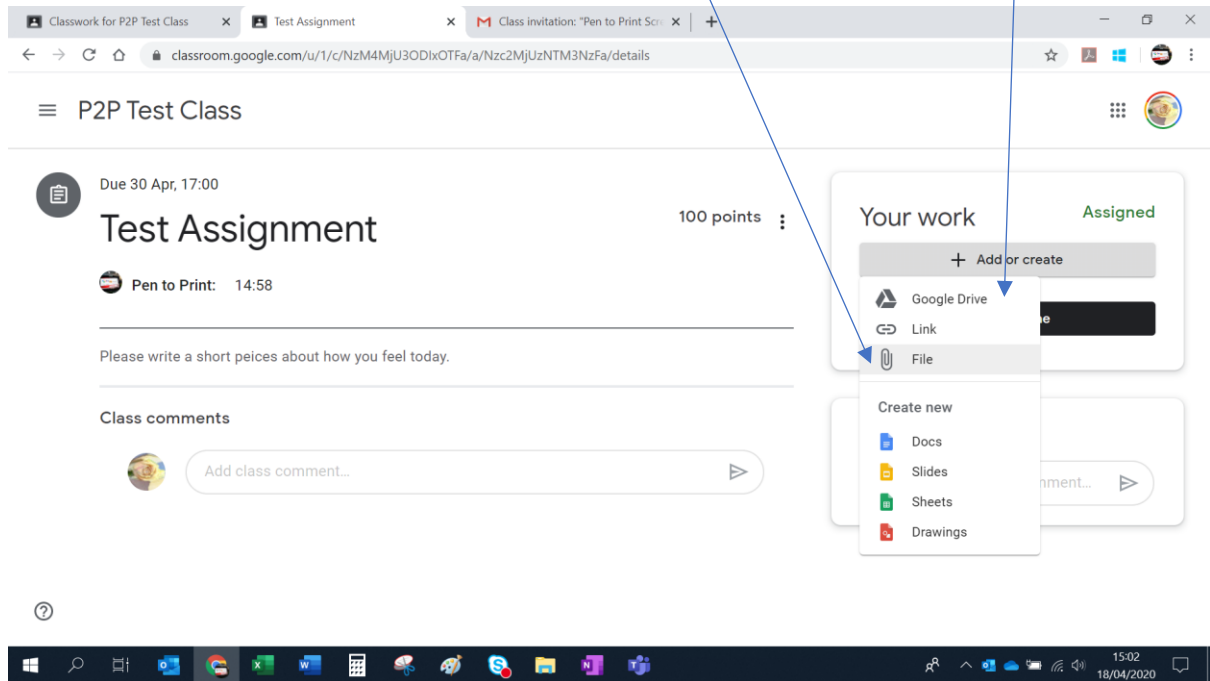 Classwork for P2P Test Class
Test Assignment
Class invitation: "Pen to Print Scr
classroom.google.com/u/1/c/NzM4MjU3ODIxOTFa/a/Nzc2MjUzNTM3NzFa/details
P2P Test Class
Due 30 Apr, 17:00
Test Assignment
100 points
Pen to Print: 14:58
Please write a short peices about how you feel today.
Class comments
Add class comment...
Your work
Assigned
+ Add or create
Google Drive
Link
File
Create new
Docs
Slides
Sheets
Drawings
15:02
18/04/2020